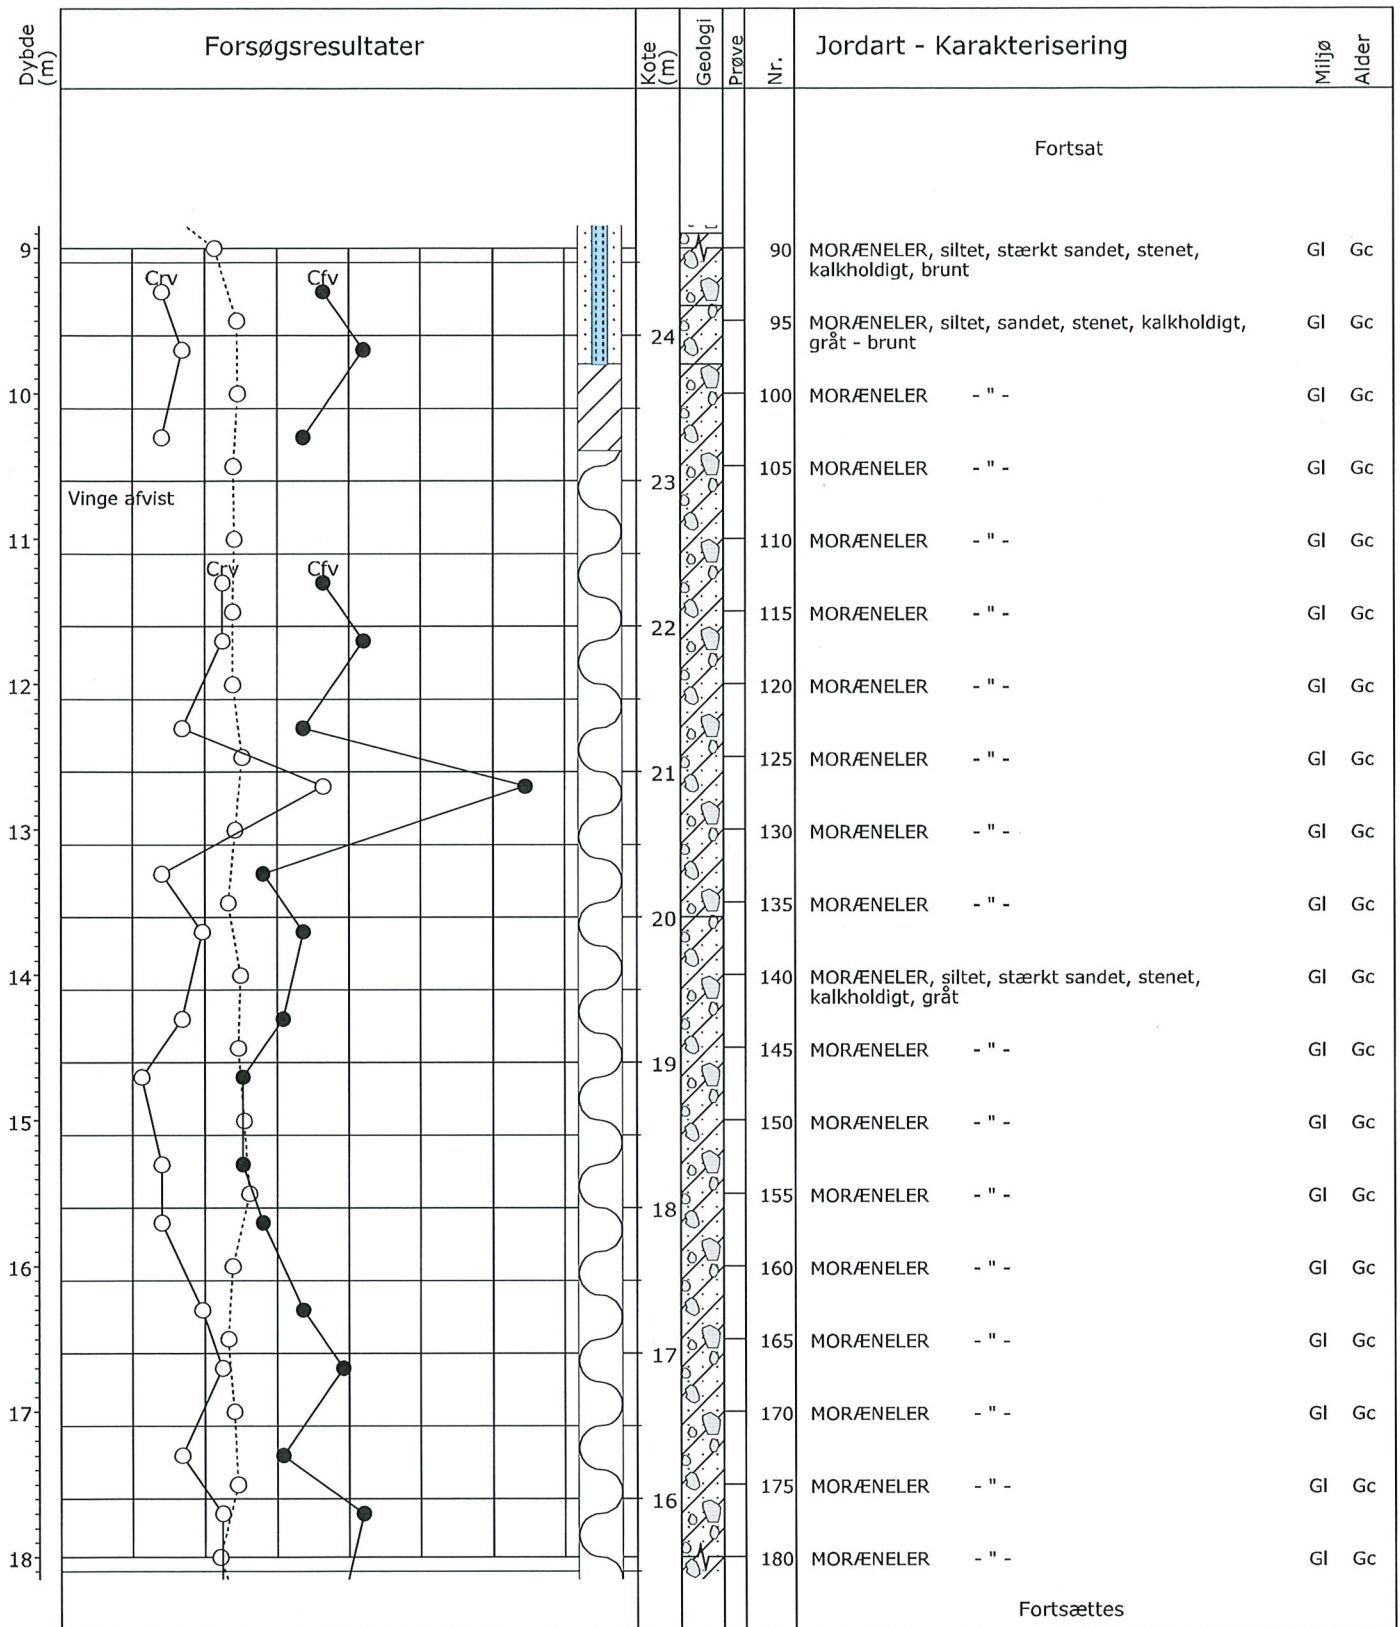 Dybde
(m)
Forsøgsresultater
Kote
(m)
Geologi
Prøve
Nr.
Jordart - Karakterisering
Miljø
Alder
Fortsat
9
90 MORÆNELER, siltet, stærkt sandet, stenet, Gl Gc
kalkholdigt, brunt
Crv
Cfv
95 MORÆNELER, siltet, sandet, stenet, kalkholdigt, Gl Gc
gråt - brunt
24
10
100 MORÆNELER - " - Gl Gc
105 MORÆNELER - " - Gl Gc
23
Vinge afvist
11
110 MORÆNELER - " - Gl Gc
Crv
Cfv
115 MORÆNELER - " - Gl Gc
22
12
120 MORÆNELER - " - Gl Gc
125 MORÆNELER - " - Gl Gc
21
13
130 MORÆNELER - " - Gl Gc
135 MORÆNELER - " - Gl Gc
20
14
140 MORÆNELER, siltet, stærkt sandet, stenet, Gl Gc
kalkholdigt, gråt
145 MORÆNELER - " - Gl Gc
19
15
150 MORÆNELER - " - Gl Gc
155 MORÆNELER - " - Gl Gc
18
16
160 MORÆNELER - " - Gl Gc
165 MORÆNELER - " - Gl Gc
17
17
170 MORÆNELER - " - Gl Gc
175 MORÆNELER - " - Gl Gc
16
18
180 MORÆNELER - " - Gl Gc
Fortsættes